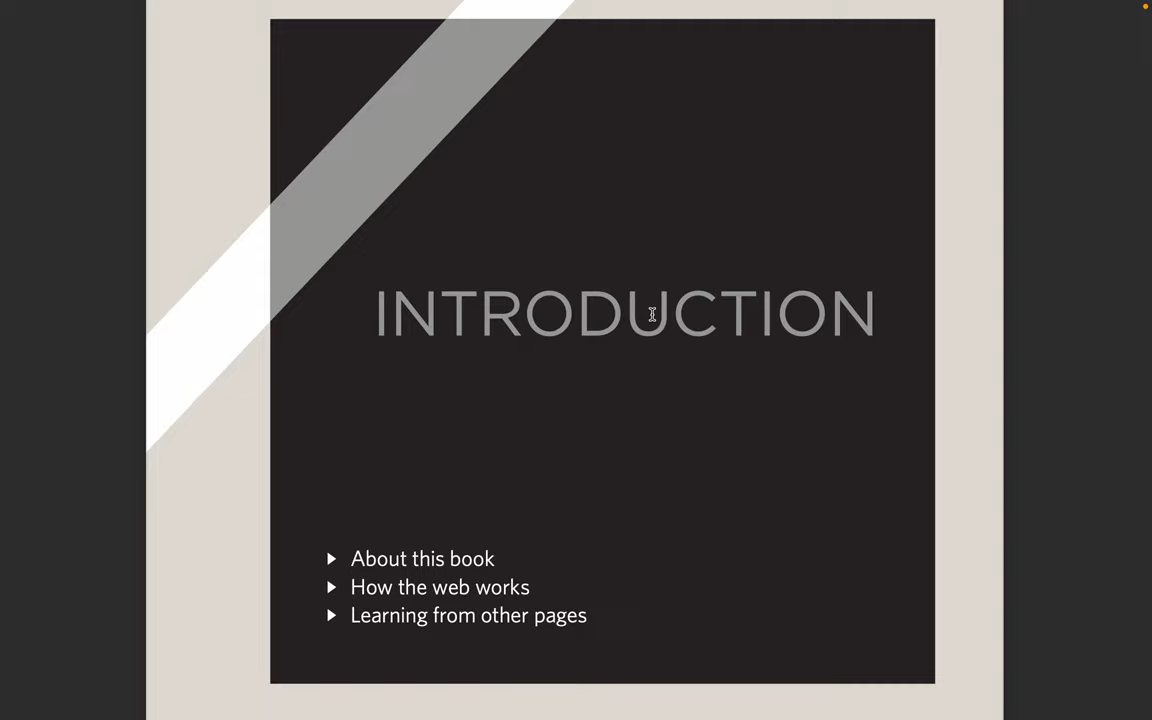 INTRODUCTION
About this book
How the web works
Learning from other pages